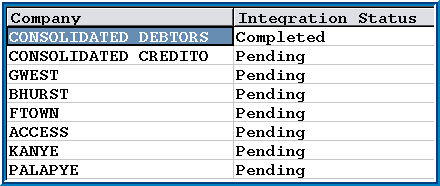 Company Integration Status
CONSOLIDATED DEBTORS Completed
CONSOLIDATED CREDITO Pending
GWEST Pending
BHURST Pending
FTOWN Pending
ACCESS Pending
KANYE Pending
PALAPYE Pending